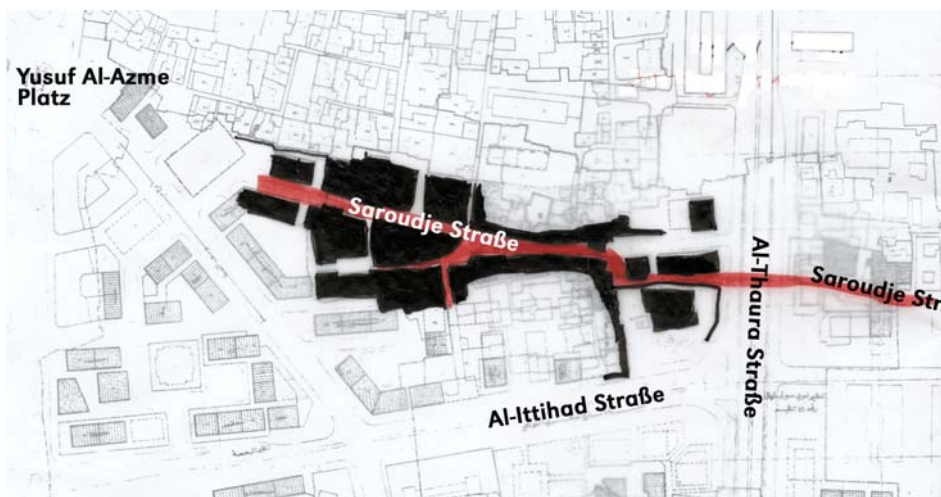 Yusuf Al-Azme
Platz
Saroudje Straße
Al-Thaura Straße
Saroudje Str
Al-Ittihad Straße